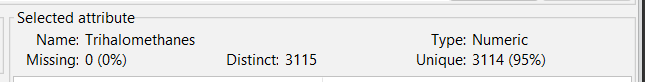 Selected attribute
Name: Trihalomethanes Type: Numeric
Missing: 0 (0%) Distinct: 3115 Unique: 3114 (95%)